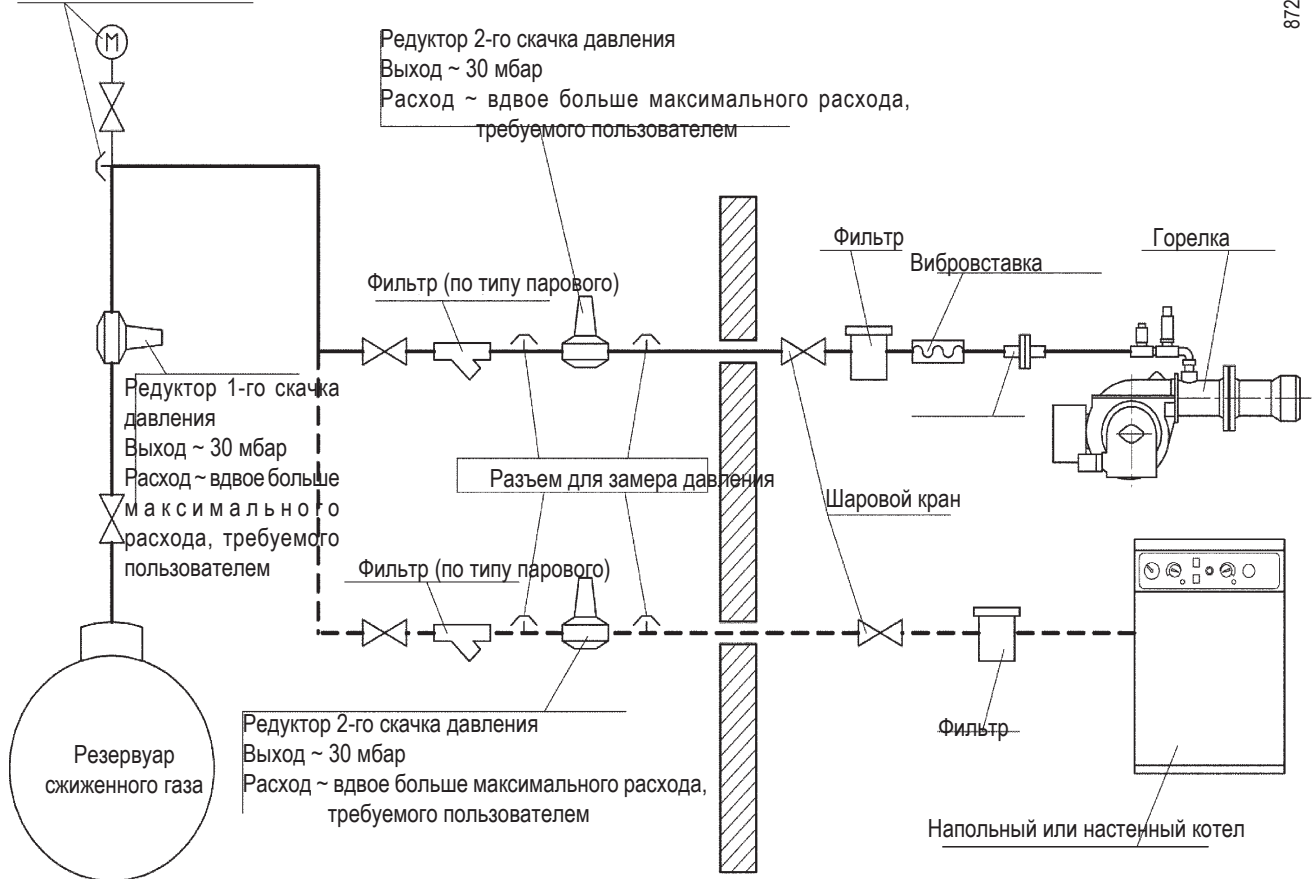 872
M
Редуктор 2-го скачка давления
Выход ~ 30 мбар
Расход ~ вдвое больше максимального расхода,
требуемого пользователем
Фильтр
Горелка
Вибровставка
Фильтр (по типу парового)
Редуктор 1-го скачка
давления
Выход ~ 30 мбар
Расход ~ вдвое больше
максимального
расхода, требуемого
пользователем
Разъем для замера давления
Шаровой кран
Фильтр (по типу парового)
Редуктор 2-го скачка давления
Выход ~ 30 мбар
Расход ~ вдвое больше максимального расхода,
требуемого пользователем
Фильтр
Резервуар
сжиженного газа
Напольный или настенный котел